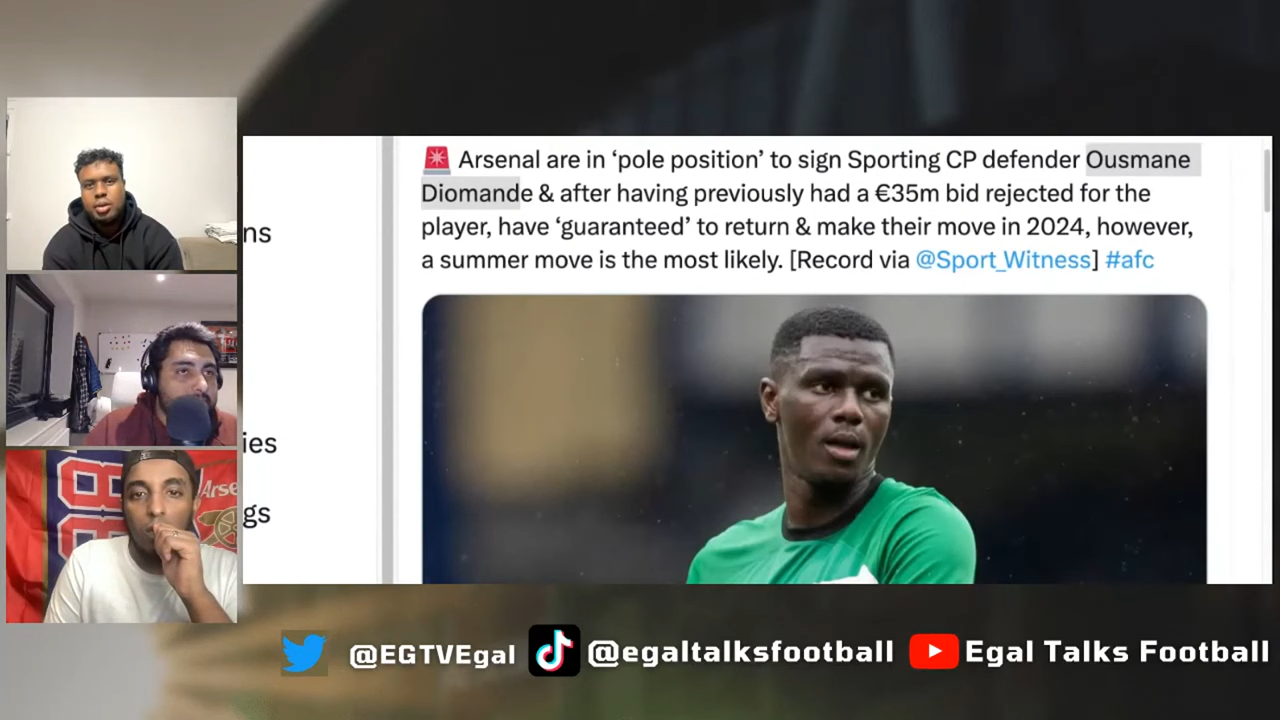 🚨 Arsenal are in ‘pole position’ to sign Sporting CP defender Ousmane
Diomande & after having previously had a €35m bid rejected for the
player, have ‘guaranteed’ to return & make their move in 2024, however,
a summer move is the most likely. [Record via @Sport_Witness] #afc
ns
ies
gs
Arse
@EGTVEgal
@egaltalksfootball
Egal Talks Football